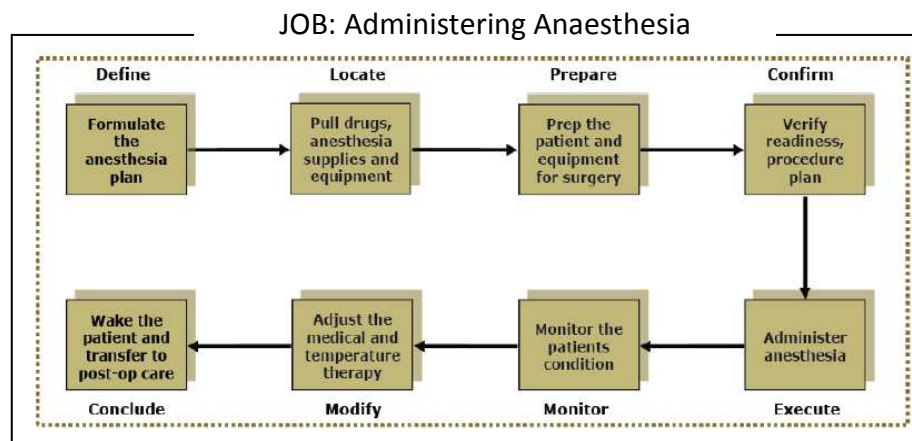 JOB: Administering Anaesthesia
Define
Locate
Prepare
Confirm
Formulate
the
anesthesia
plan
Pull drugs,
anesthesia
supplies and
equipment
Prep the
patient and
equipment
for surgery
Verify
readiness,
procedure
plan
Wake the
patient and
transfer to
post-op care
Adjust the
medical and
temperature
therapy
Monitor the
patients
condition
Administer
anesthesia
Conclude
Modify
Monitor
Execute